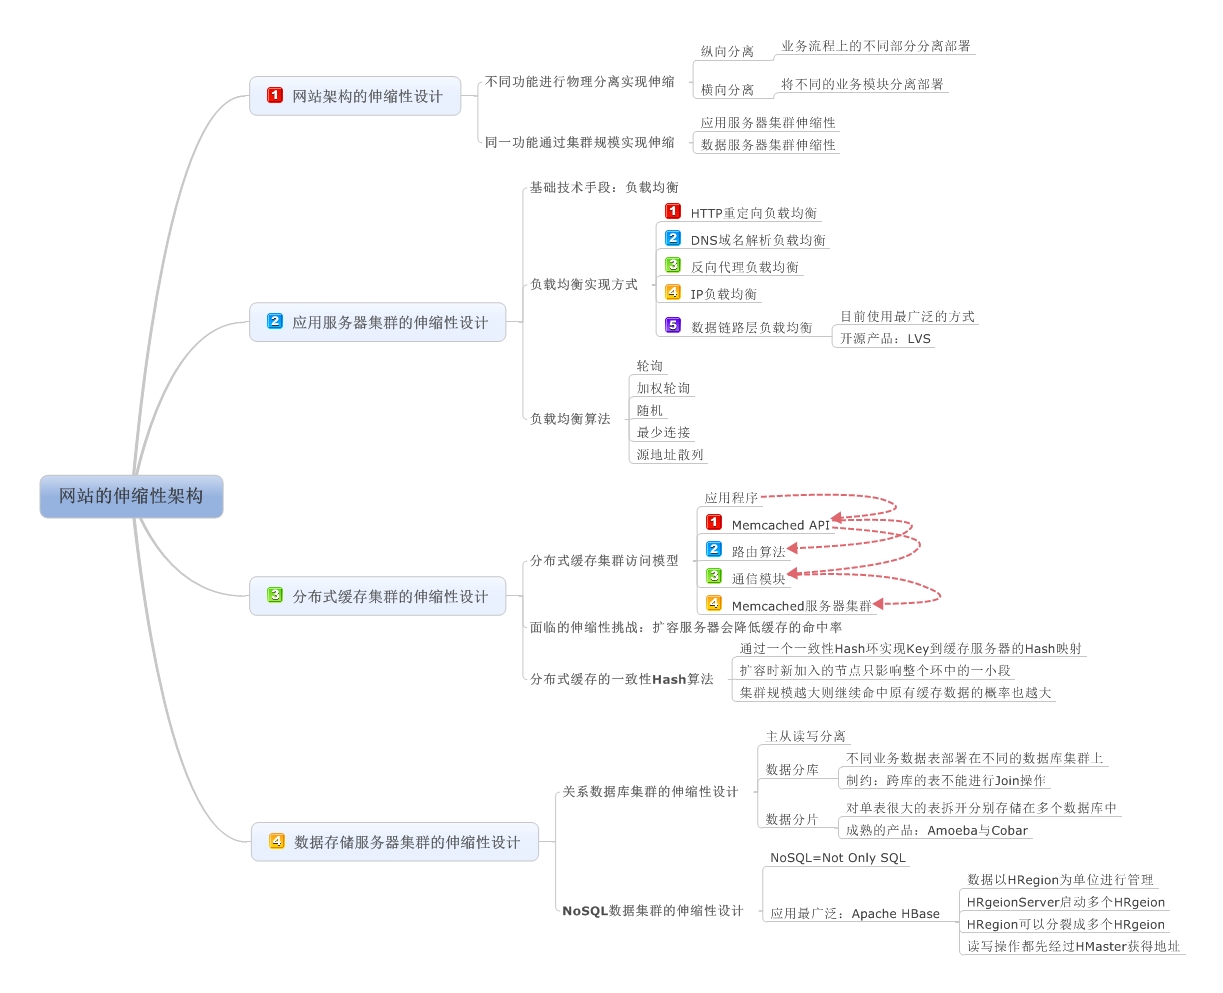 网站的伸缩性架构
1 网站架构的伸缩性设计
不同功能进行物理分离实现伸缩
纵向分离
业务流程上的不同部分分离部署
横向分离
将不同的业务模块分离部署
同一功能通过集群规模实现伸缩
应用服务器集群伸缩性
数据服务器集群伸缩性
2 应用服务器集群的伸缩性设计
基础技术手段：负载均衡
负载均衡实现方式
1 HTTP重定向负载均衡
2 DNS域名解析负载均衡
3 反向代理负载均衡
4 IP负载均衡
5 数据链路层负载均衡
目前使用最广泛的方式
开源产品：LVS
负载均衡算法
轮询
加权轮询
随机
最少连接
源地址散列
3 分布式缓存集群的伸缩性设计
分布式缓存集群访问模型
应用程序
1 Memcached API
2 路由算法
3 通信模块
4 Memcached服务器集群
面临的伸缩性挑战：扩容服务器会降低缓存的命中率
分布式缓存的一致性Hash算法
通过一个一致性Hash环实现Key到缓存服务器的Hash映射
扩容时新加入的节点只影响整个环中的一小段
集群规模越大则继续命中原有缓存数据的概率也越大
4 数据存储服务器集群的伸缩性设计
关系数据库集群的伸缩性设计
主从读写分离
数据分库
不同业务数据表部署在不同的数据库集群上
制约：跨库的表不能进行Join操作
数据分片
对单表很大的表拆开分别存储在多个数据库中
成熟的产品：Amoeba与Cobar
NoSQL数据集群的伸缩性设计
NoSQL=Not Only SQL
应用最广泛：Apache HBase
数据以HRegion为单位进行管理
HRgeionServer启动多个HRgeion
HRegion可以分裂成多个HRgeion
读写操作都先经过HMaster获得地址